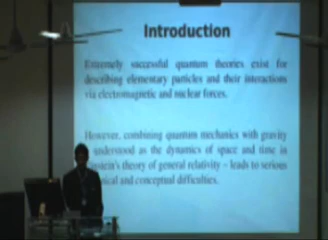 Introduction
Extremely successful quantum theories exist for
describing elementary particles and their interactions
via electromagnetic and nuclear forces.
However, combining quantum mechanics with gravity
understood as the dynamics of space and time in
Einstein's theory of general relativity – leads to serious
and conceptual difficulties.